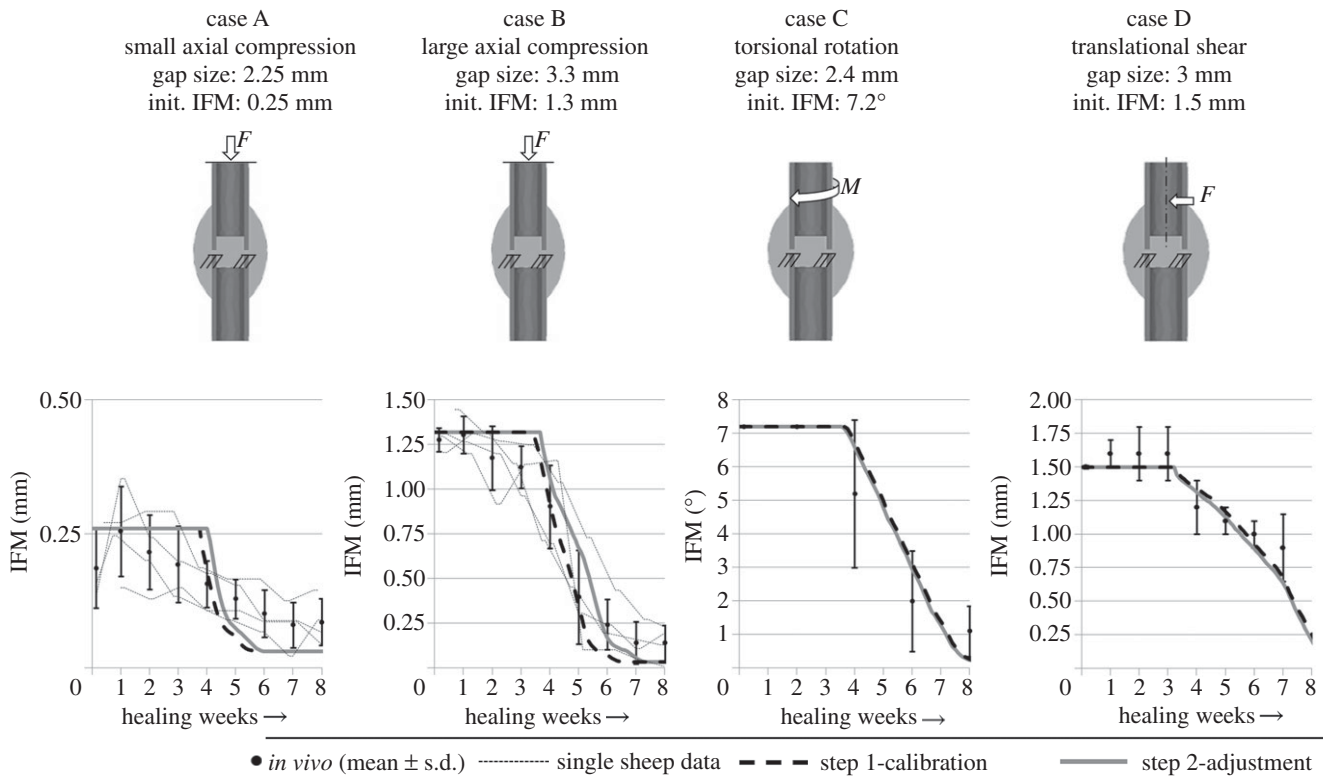 case A
small axial compression
gap size: 2.25 mm
init. IFM: 0.25 mm
case B
large axial compression
gap size: 3.3 mm
init. IFM: 1.3 mm
case C
torsional rotation
gap size: 2.4 mm
init. IFM: 7.2°
case D
translational shear
gap size: 3 mm
init. IFM: 1.5 mm
F
F
M
F
IFM (mm)
0.50
0.25
0 1 2 3 4 5 6 7 8
healing weeks →
IFM (mm)
1.50
1.25
1.00
0.75
0.50
0.25
0 1 2 3 4 5 6 7 8
healing weeks →
IFM (°)
8
7
6
5
4
3
2
1
0 1 2 3 4 5 6 7 8
healing weeks →
IFM (mm)
2.00
1.75
1.50
1.25
1.00
0.75
0.50
0.25
0 1 2 3 4 5 6 7 8
healing weeks →
in vivo (mean ± s.d.) single sheep data step 1-calibration step 2-adjustment